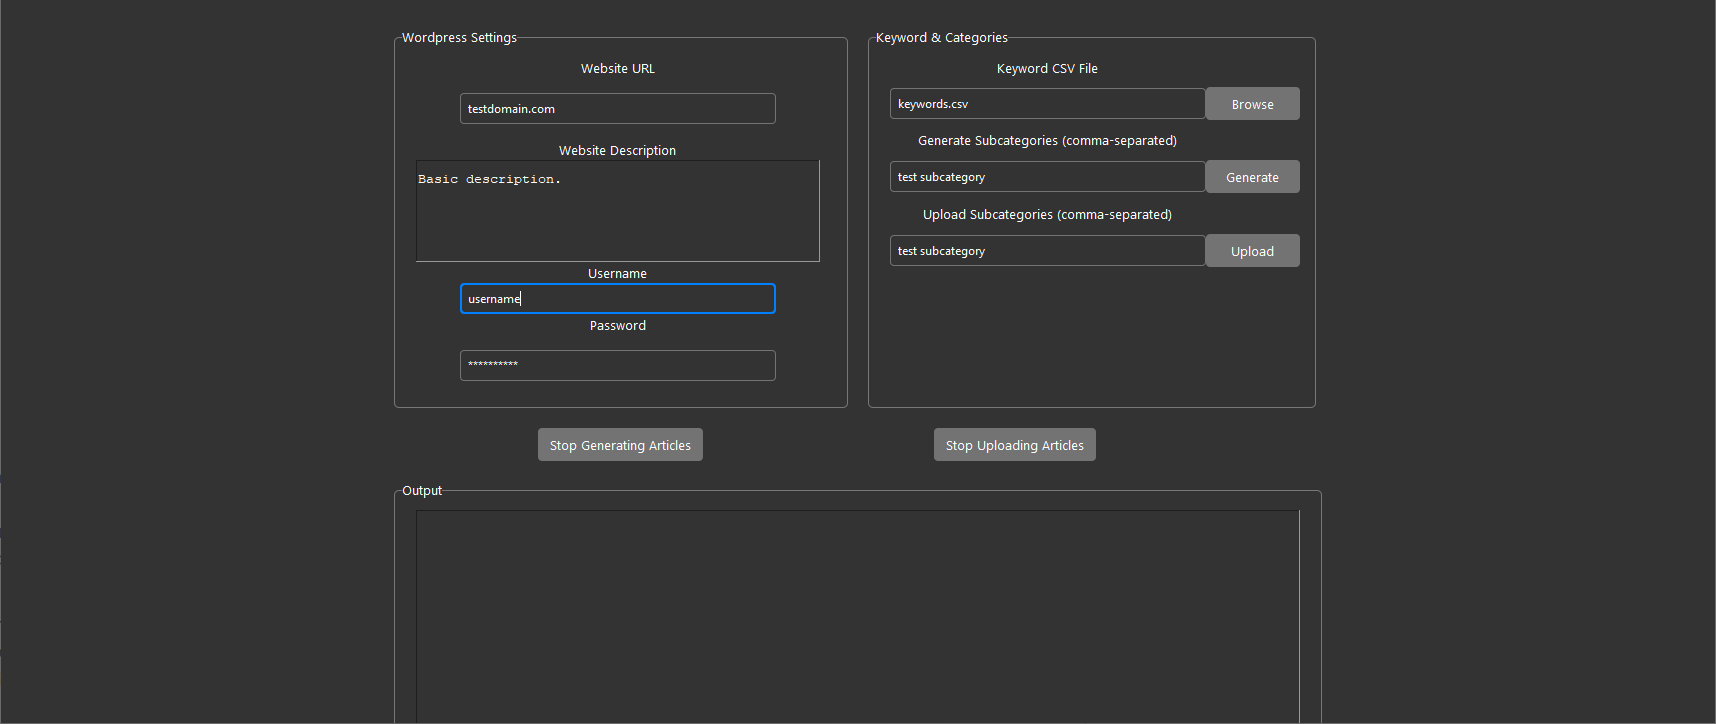 Wordpress Settings
Website URL
testdomain.com
Website Description
Basic description.
Username
username
Password
**********
Keyword & Categories
Keyword CSV File
keywords.csv
Browse
Generate Subcategories (comma-separated)
test subcategory
Generate
Upload Subcategories (comma-separated)
test subcategory
Upload
Stop Generating Articles
Stop Uploading Articles
Output